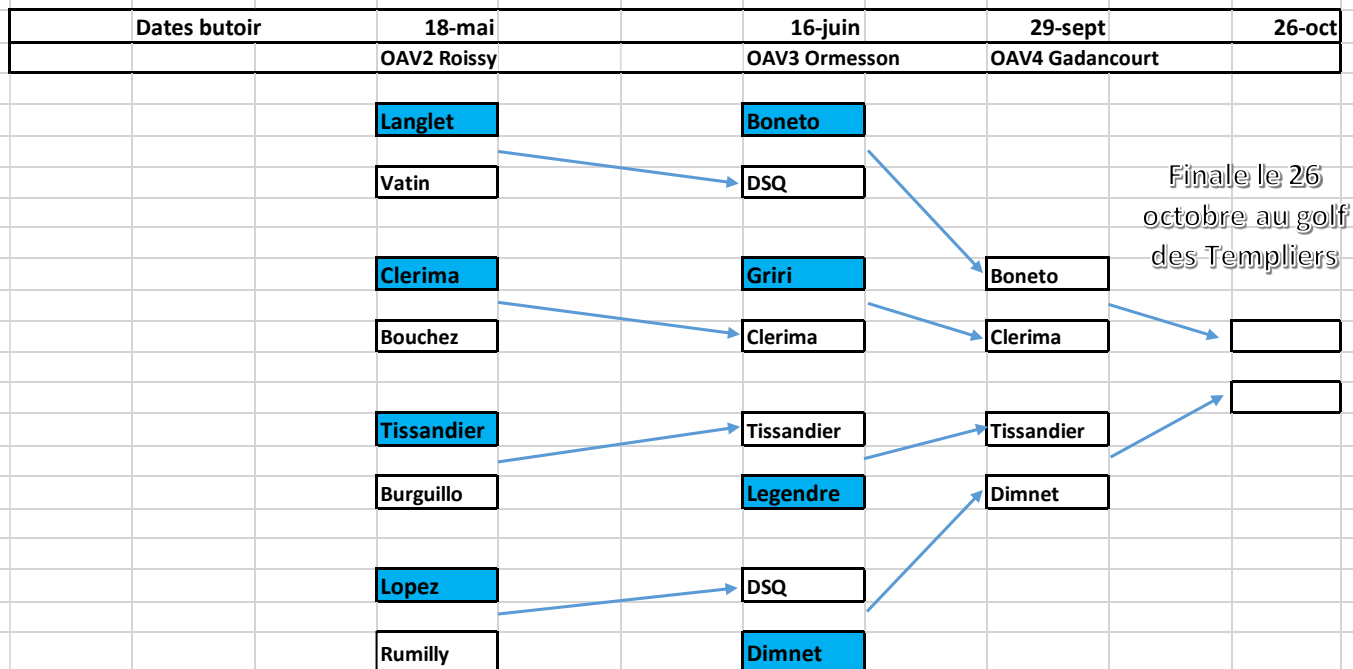 Dates butoir 18-mai 16-juin 29-sept 26-oct
OAV2 Roissy OAV3 Ormesson OAV4 Gadancourt
Langlet Boneto
Vatin DSQ
Finale le 26
octobre au golf
des Templiers
Clerima Griri Boneto
Bouchez Clerima Clerima
Tissandier Tissandier Tissandier
Burguillo Legendre Dimnet
Lopez DSQ
Rumilly Dimnet